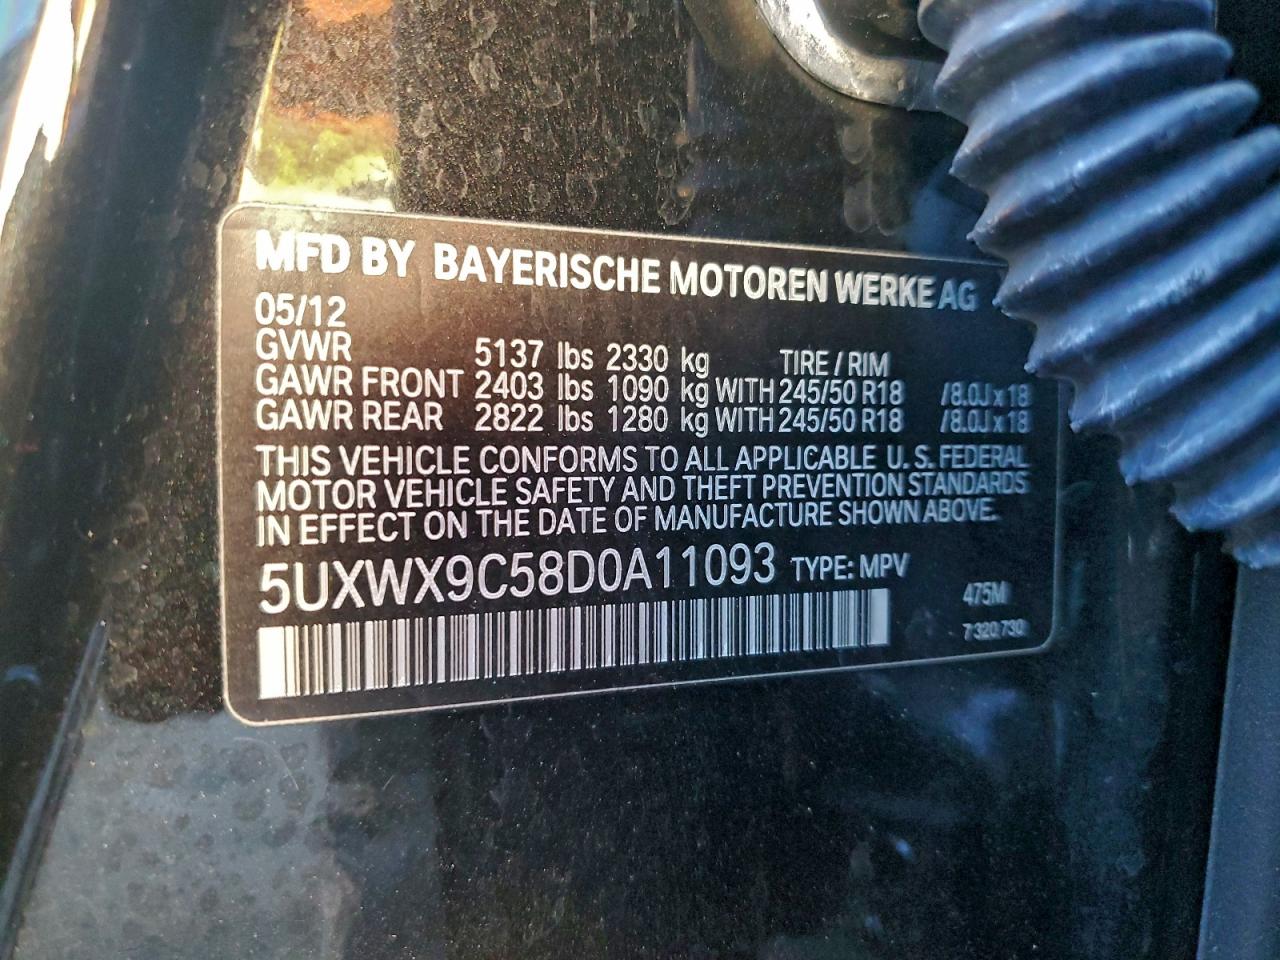 MFD BY BAYERISCHE MOTOREN WERKE AG
05/12
GVWR 5137 lbs 2330 kg TIRE / RIM
GAWR FRONT 2403 lbs 1090 kg WITH 245/50 R18 /8.0J x 18
GAWR REAR 2822 lbs 1280 kg WITH 245/50 R18 /8.0J x 18
THIS VEHICLE CONFORMS TO ALL APPLICABLE U.S. FEDERAL
MOTOR VEHICLE SAFETY AND THEFT PREVENTION STANDARDS
IN EFFECT ON THE DATE OF MANUFACTURE SHOWN ABOVE.
5UXWX9C58D0A11093 TYPE: MPV
475M
7 320 730